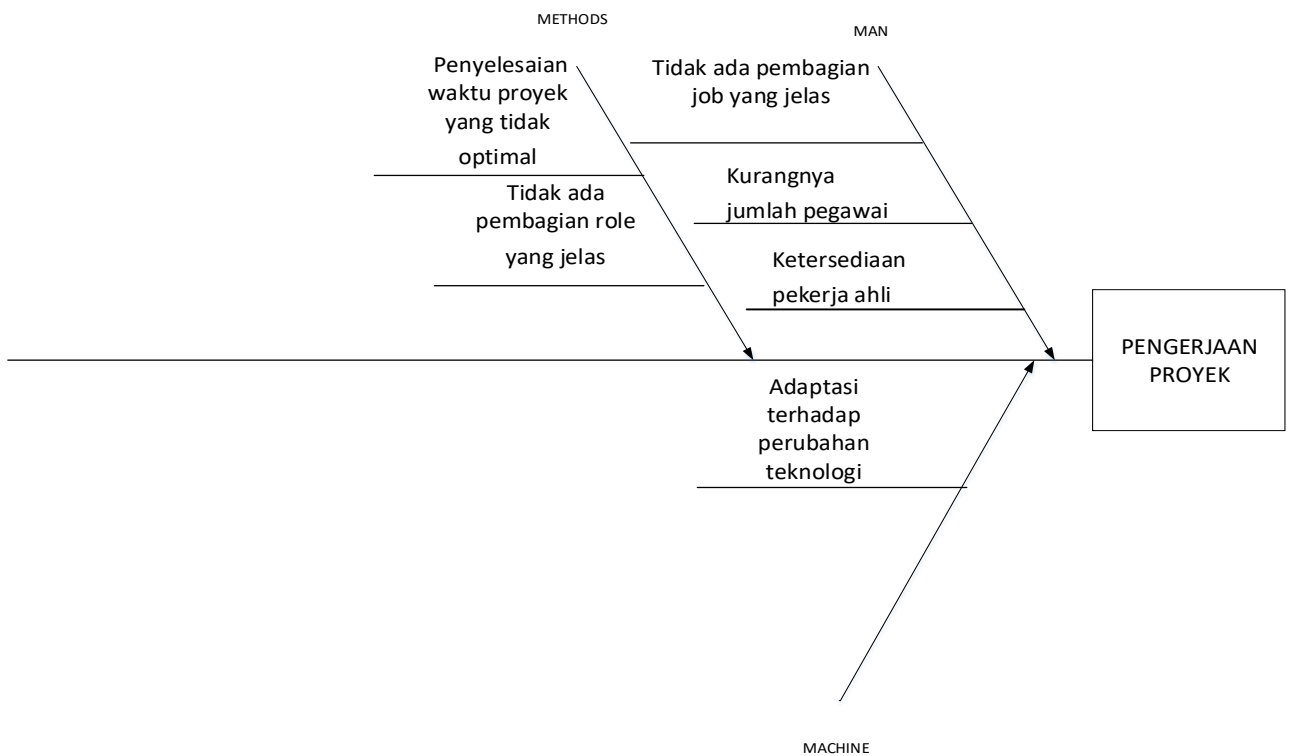 METHODS
MAN
Penyelesaian
waktu proyek
yang tidak
optimal
Tidak ada
pembagian role
yang jelas
Tidak ada pembagian
job yang jelas
Kurangnya
jumlah pegawai
Ketersediaan
pekerja ahli
PENGERJAAN
PROYEK
Adaptasi
terhadap
perubahan
teknologi
MACHINE